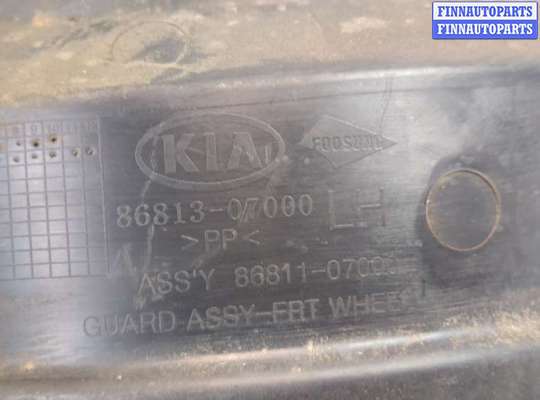 FINNAUTOPARTS
FINNAUTOPARTS
KIA
86813-07000 LH
>PP<
ASS'Y 86811-07000
GUARD ASSY-FRT WHEEL